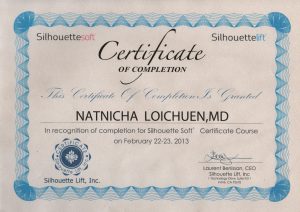 Silhouettesoft Silhouettelift
Certificate
OF COMPLETION
This Certificate Of Completion Is Granted
NATNICHA LOICHUEN,MD
In recognition of completion for Silhouette Soft® Certificate Course
on February 22-23, 2013
Laurent Benissan, CEO
Silhouette Lift, Inc
Silhouette Lift, Inc.